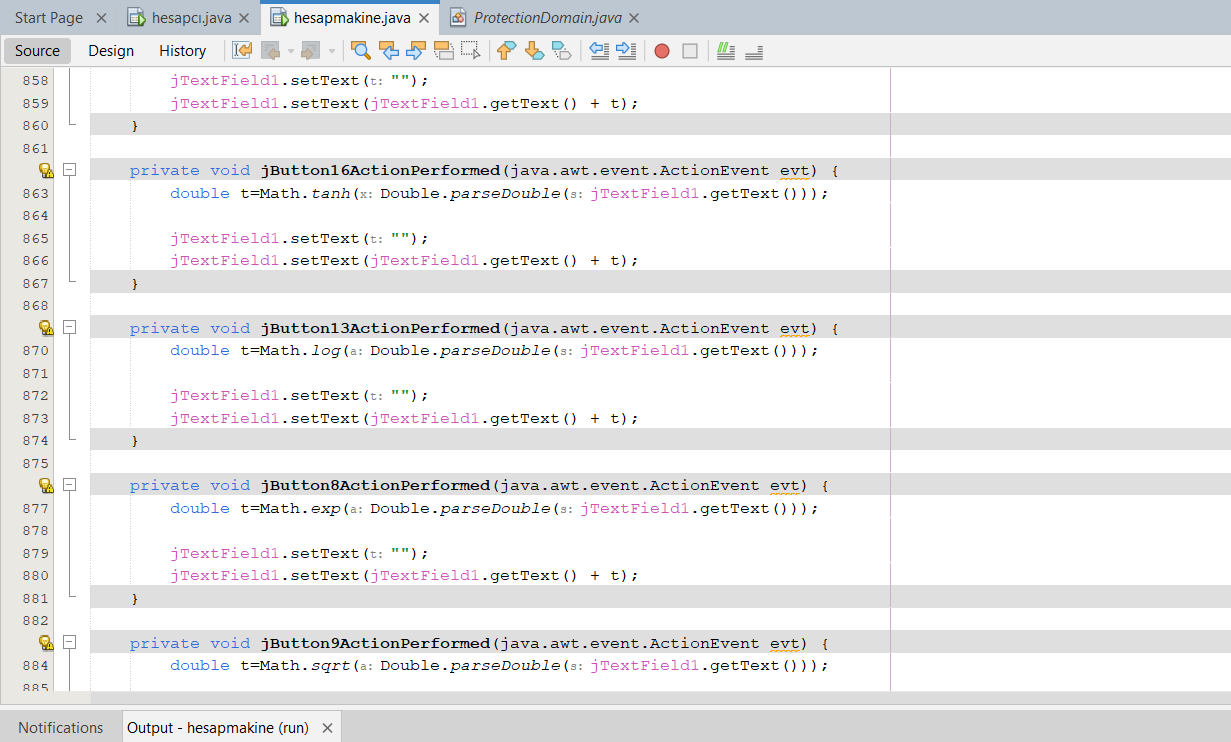 Start Page hesapcı.java hesapmakine.java ProtectionDomain.java
Source Design History
858 jTextField1.setText(t: "");
859 jTextField1.setText(jTextField1.getText() + t);
860 }
861
private void jButton16ActionPerformed(java.awt.event.ActionEvent evt) {
863 double t=Math.tanh(x: Double.parseDouble(s: jTextField1.getText()));
864
865 jTextField1.setText(t: "");
866 jTextField1.setText(jTextField1.getText() + t);
867 }
868
private void jButton13ActionPerformed(java.awt.event.ActionEvent evt) {
870 double t=Math.log(a: Double.parseDouble(s: jTextField1.getText()));
871
872 jTextField1.setText(t: "");
873 jTextField1.setText(jTextField1.getText() + t);
874 }
875
private void jButton8ActionPerformed(java.awt.event.ActionEvent evt) {
877 double t=Math.exp(a: Double.parseDouble(s: jTextField1.getText()));
878
879 jTextField1.setText(t: "");
880 jTextField1.setText(jTextField1.getText() + t);
881 }
882
private void jButton9ActionPerformed(java.awt.event.ActionEvent evt) {
884 double t=Math.sqrt(a: Double.parseDouble(s: jTextField1.getText()));
885
Notifications Output - hesapmakine (run)